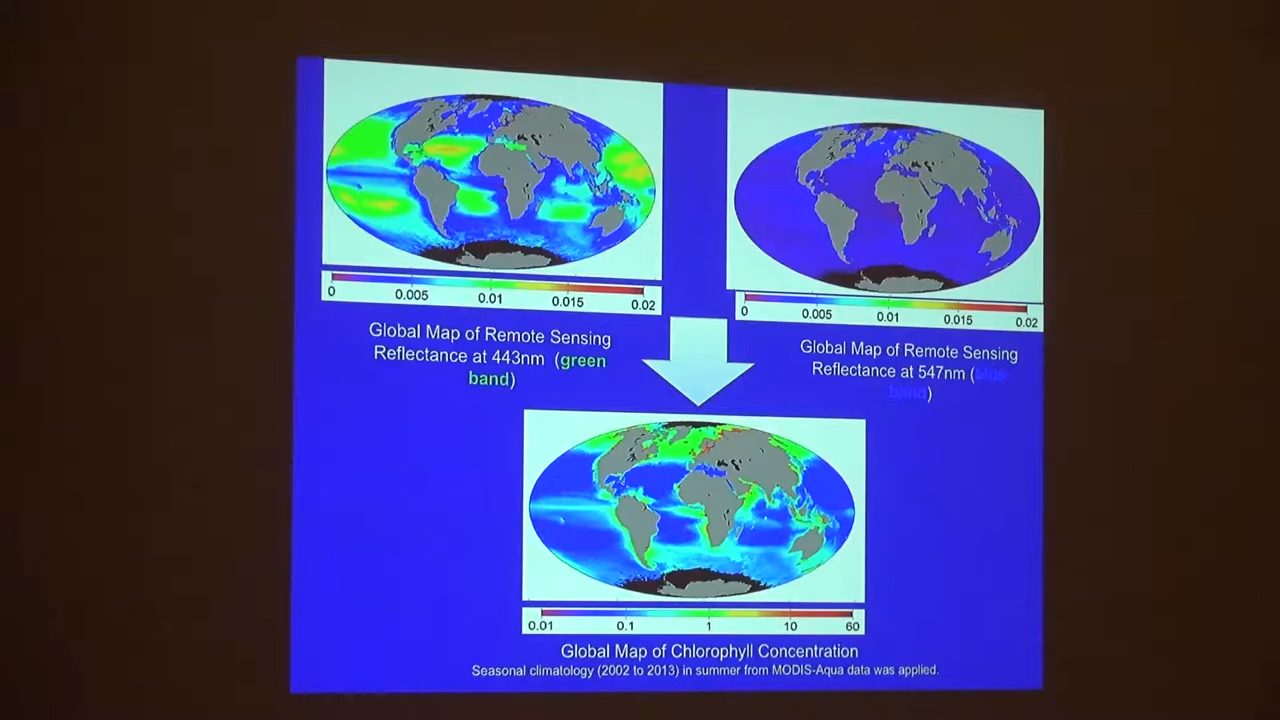 0 0.005 0.01 0.015 0.02
Global Map of Remote Sensing
Reflectance at 443nm (green
band)
0 0.005 0.01 0.015 0.02
Global Map of Remote Sensing
Reflectance at 547nm (blue
band)
0.01 0.1 1 10 60
Global Map of Chlorophyll Concentration
Seasonal climatology (2002 to 2013) in summer from MODIS-Aqua data was applied.